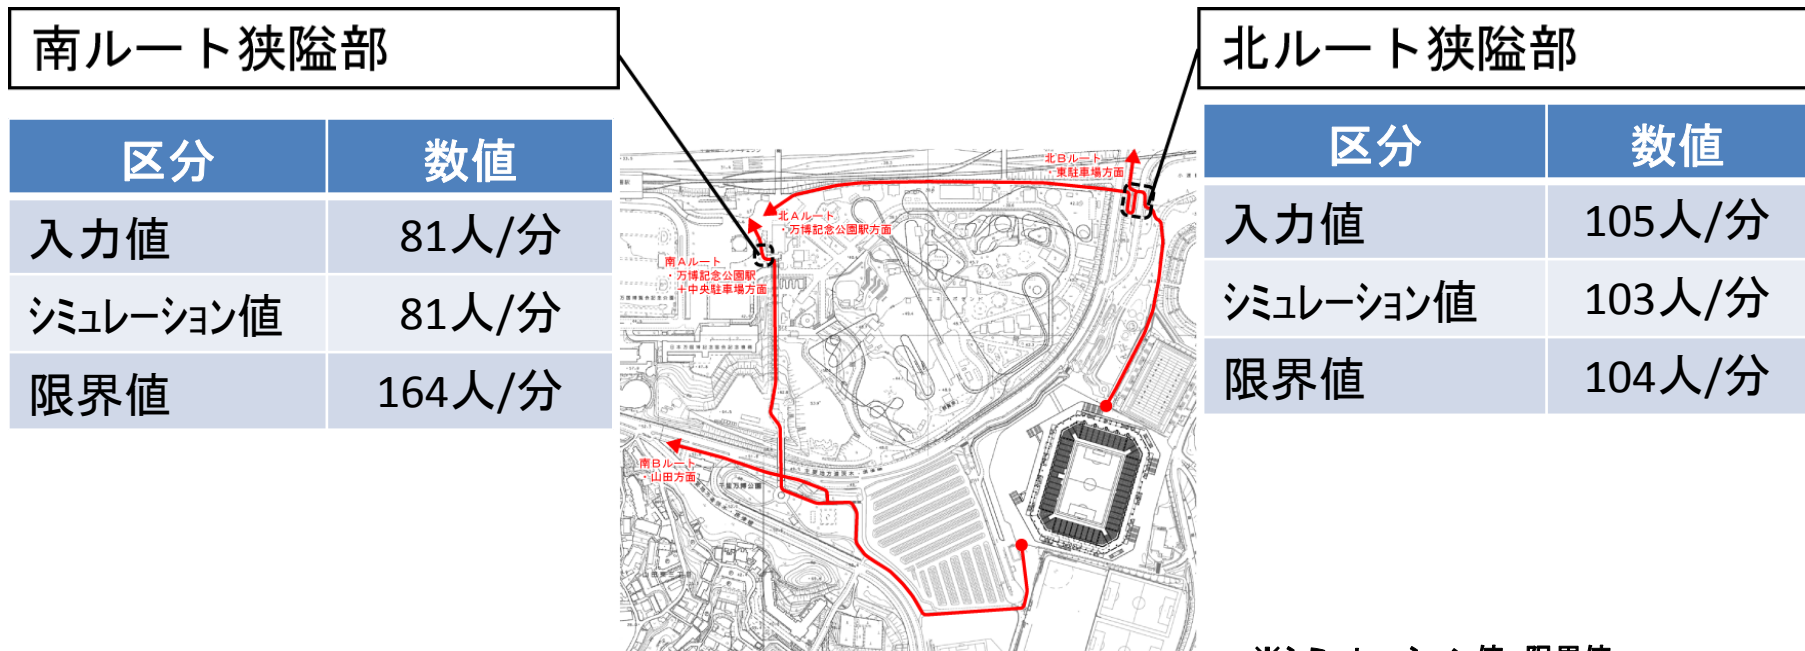 南ルート狭隘部
区分 数値
入力値 81人/分
シミュレーション値 81人/分
限界値 164人/分
北ルート狭隘部
区分 数値
入力値 105人/分
シミュレーション値 103人/分
限界値 104人/分
北Bルート
・東駐車場方面
北Aルート
・万博記念公園駅方面
南Aルート
・万博記念公園駅
+中央駐車場方面
南Bルート
・山田方面